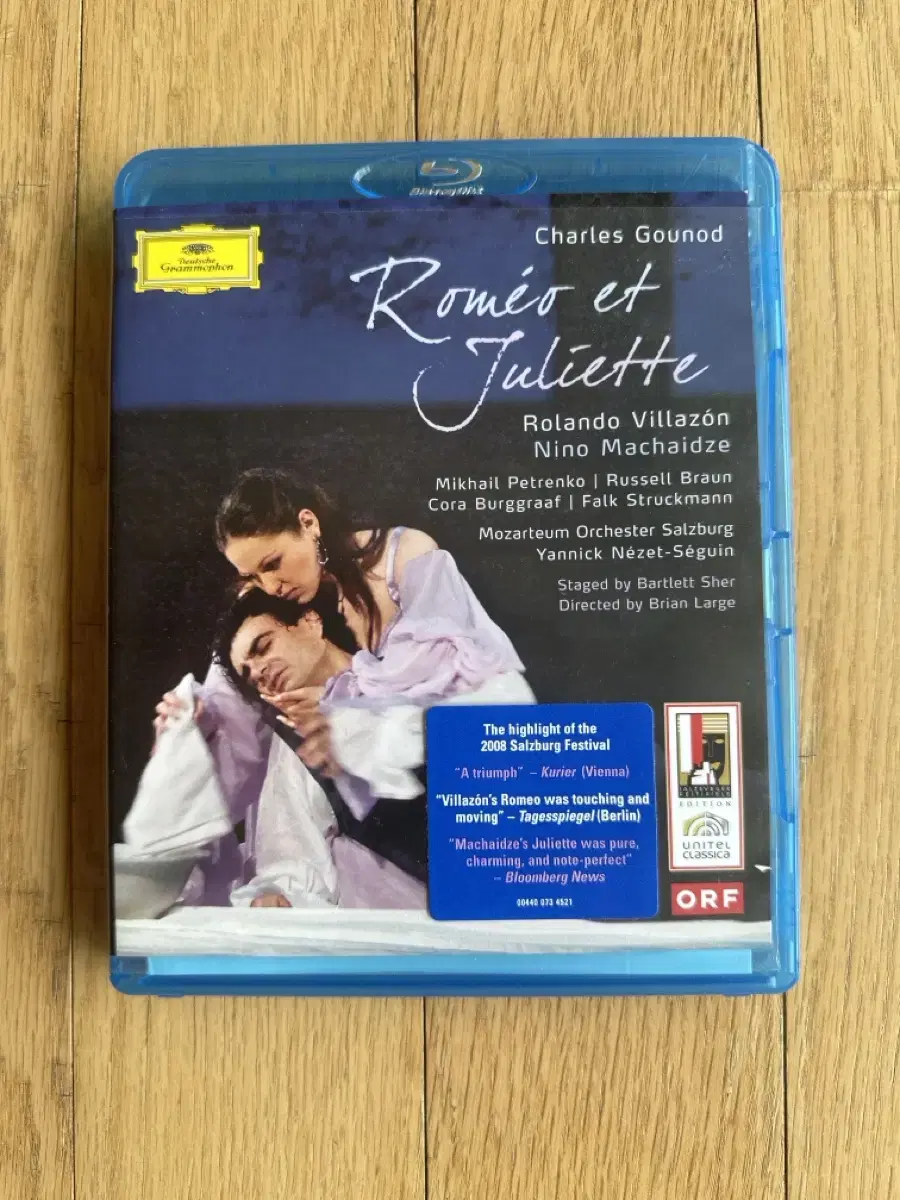 Blu-ray Disc
Deutsche
Grammophon
Charles Gounod
Roméo et
Juliette
Rolando Villazón
Nino Machaidze
Mikhail Petrenko | Russell Braun
Cora Burggraaf | Falk Struckmann
Mozarteum Orchester Salzburg
Yannick Nézet-Séguin
Staged by Bartlett Sher
Directed by Brian Large
The highlight of the
2008 Salzburg Festival
"A triumph" – Kurier (Vienna)
"Villazón's Romeo was touching and
moving" – Tagesspiegel (Berlin)
"Machaidze's Juliette was pure,
charming, and note-perfect"
– Bloomberg News
00440 073 4521
SALZBURGER
FESTSPIELE
EDITION
UNITEL
CLASSICA
ORF